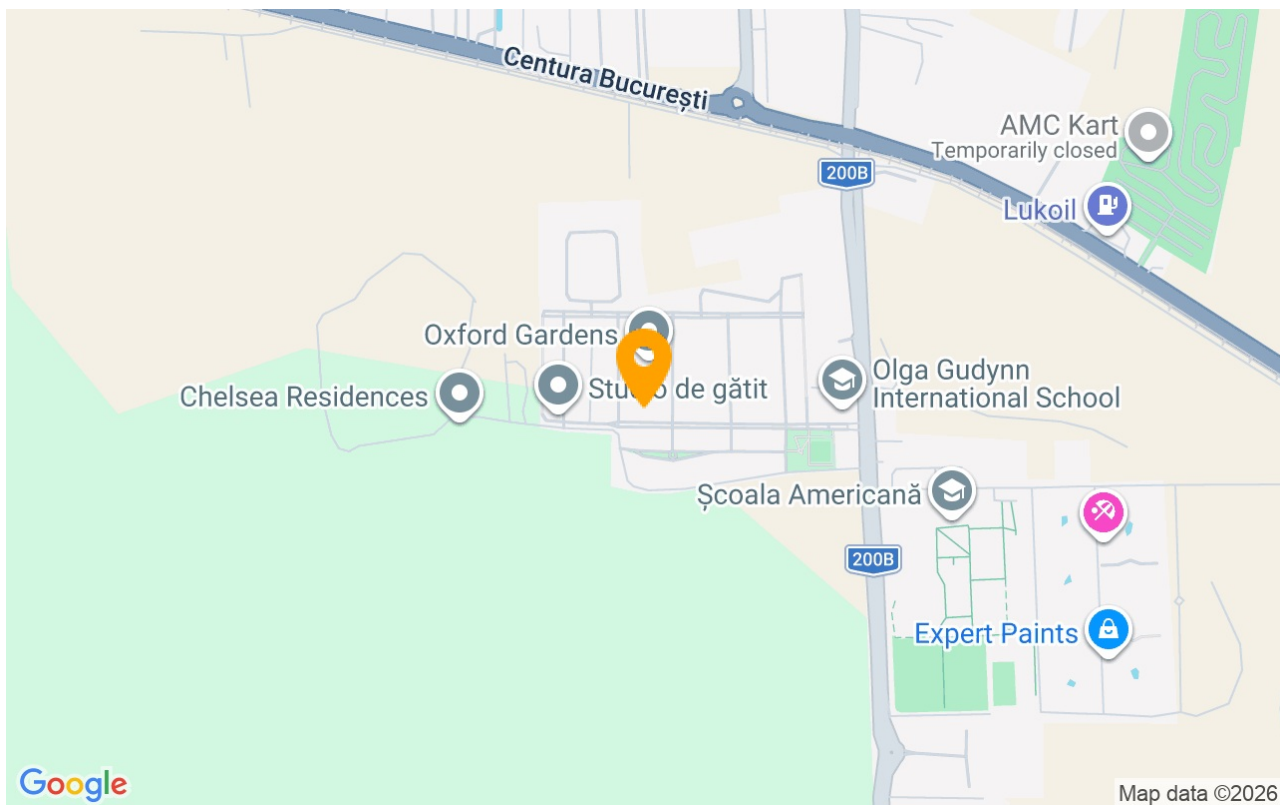 Centura București
AMC Kart
Temporarily closed
200B
Lukoil
Oxford Gardens
Olga Gudynn
International School
Chelsea Residences
de gătit
Școala Americană
200B
Expert Paints
Google
Map data ©2026